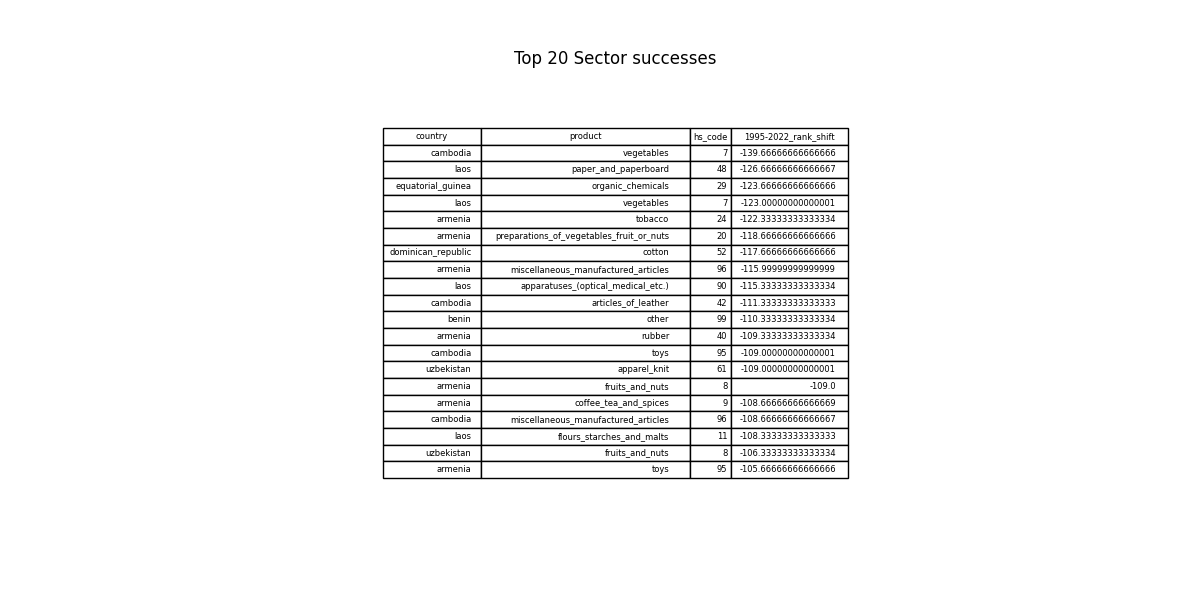 Top 20 Sector successes
country product hs_code 1995-2022_rank_shift
cambodia vegetables 7 -139.66666666666666
laos paper_and_paperboard 48 -126.66666666666667
equatorial_guinea organic_chemicals 29 -123.66666666666666
laos vegetables 7 -123.00000000000001
armenia tobacco 24 -122.33333333333334
armenia preparations_of_vegetables_fruit_or_nuts 20 -118.66666666666666
dominican_republic cotton 52 -117.66666666666666
armenia miscellaneous_manufactured_articles 96 -115.99999999999999
laos apparatuses_(optical_medical_etc.) 90 -115.33333333333334
cambodia articles_of_leather 42 -111.33333333333333
benin other 99 -110.33333333333334
armenia rubber 40 -109.33333333333334
cambodia toys 95 -109.00000000000001
uzbekistan apparel_knit 61 -109.00000000000001
armenia fruits_and_nuts 8 -109.0
armenia coffee_tea_and_spices 9 -108.66666666666669
cambodia miscellaneous_manufactured_articles 96 -108.66666666666667
laos flours_starches_and_malts 11 -108.33333333333333
uzbekistan fruits_and_nuts 8 -106.33333333333334
armenia toys 95 -105.66666666666666